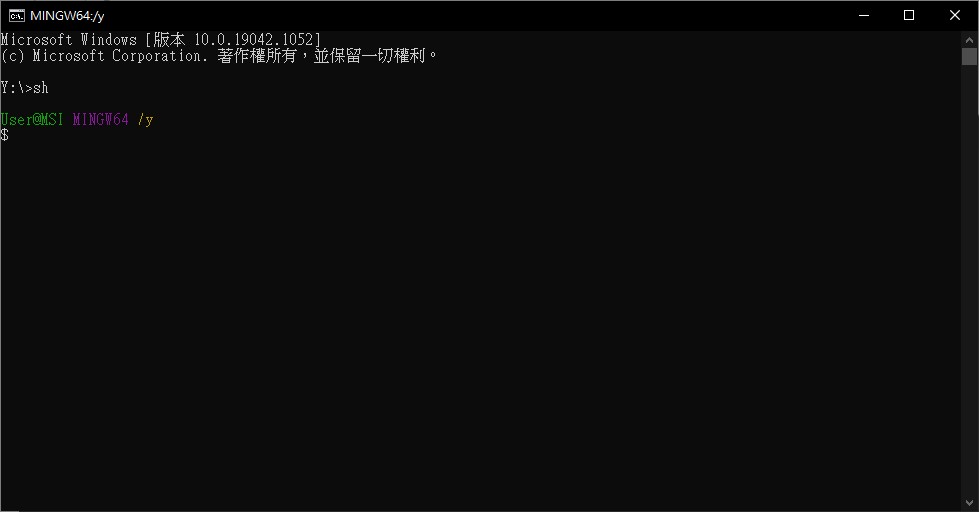 MINGW64:/y
Microsoft Windows [版本 10.0.19042.1052]
(c) Microsoft Corporation. 著作權所有，並保留一切權利。
Y:\>sh
User@MSI MINGW64 /y
$